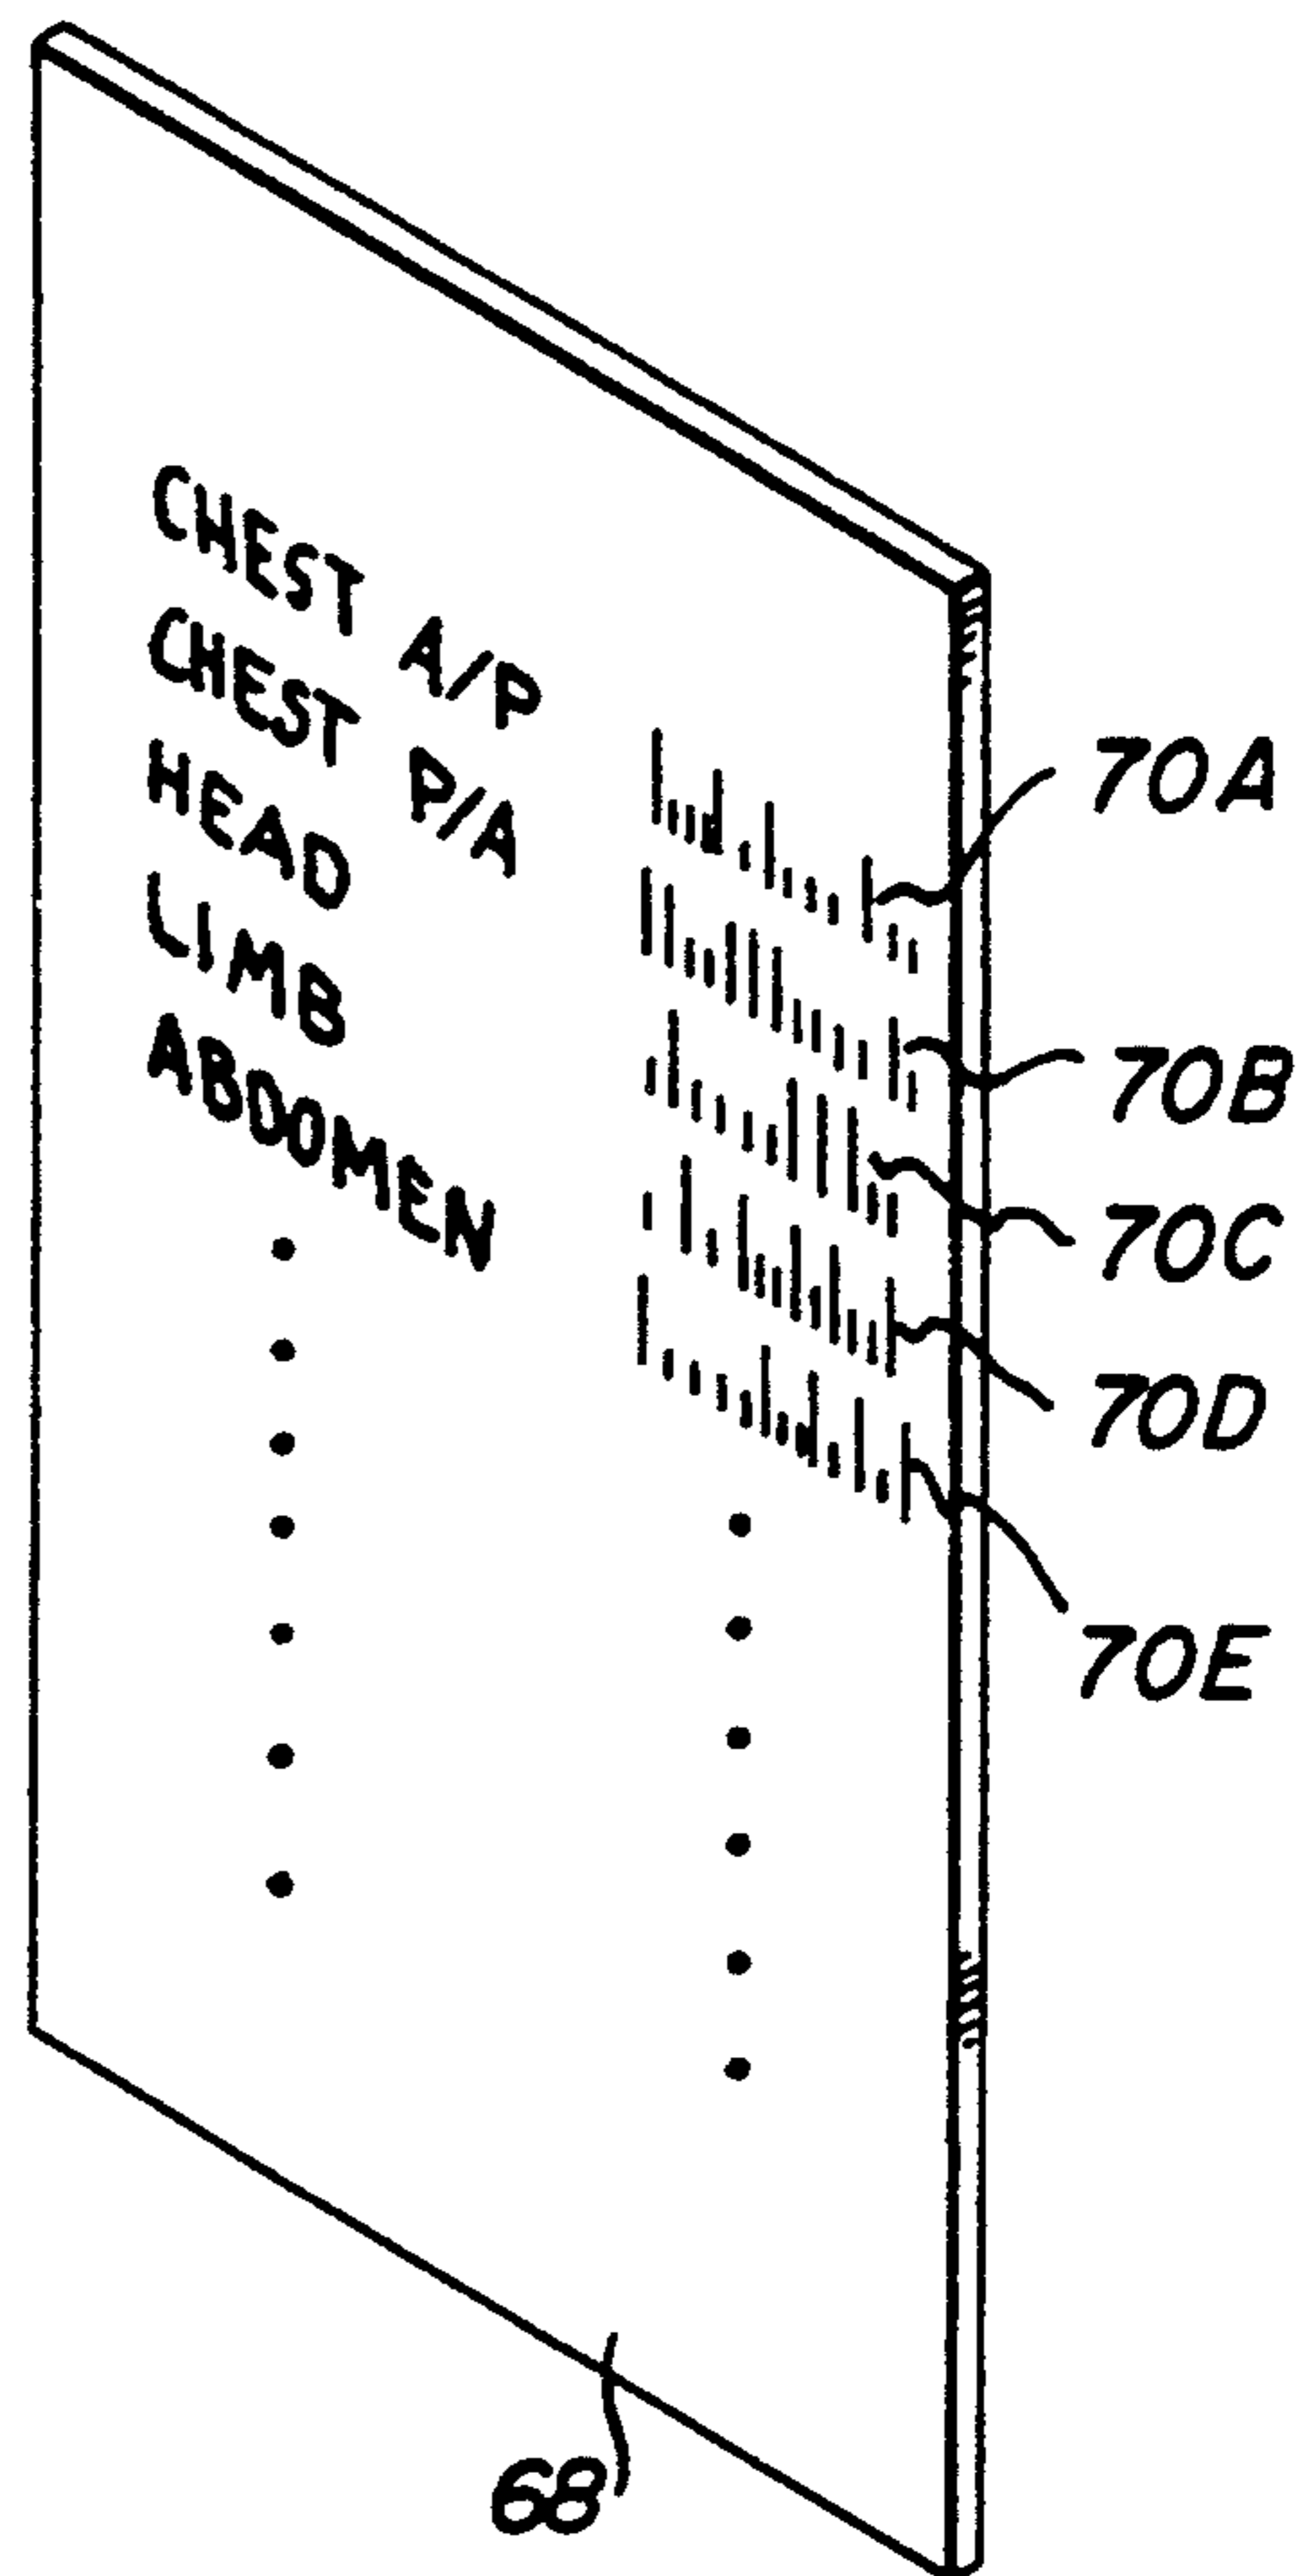 CHEST A/P
CHEST P/A
HEAD
LIMB
ABDOMEN
70A
70B
70C
70D
70E
68